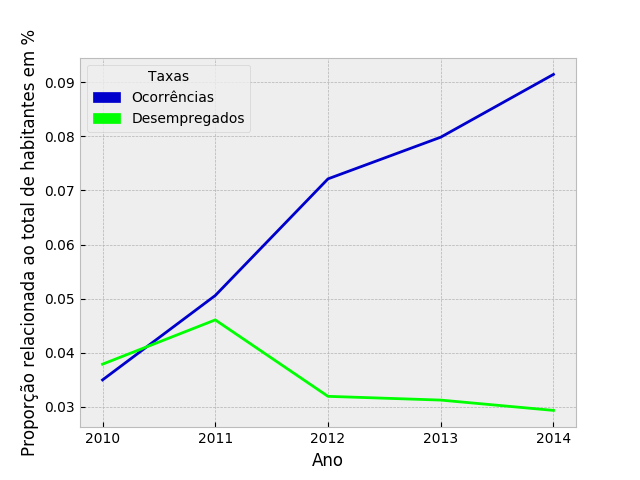 Proporção relacionada ao total de habitantes em %
Taxas
Ocorrências
Desempregados
0.09
0.08
0.07
0.06
0.05
0.04
0.03
2010 2011 2012 2013 2014
Ano